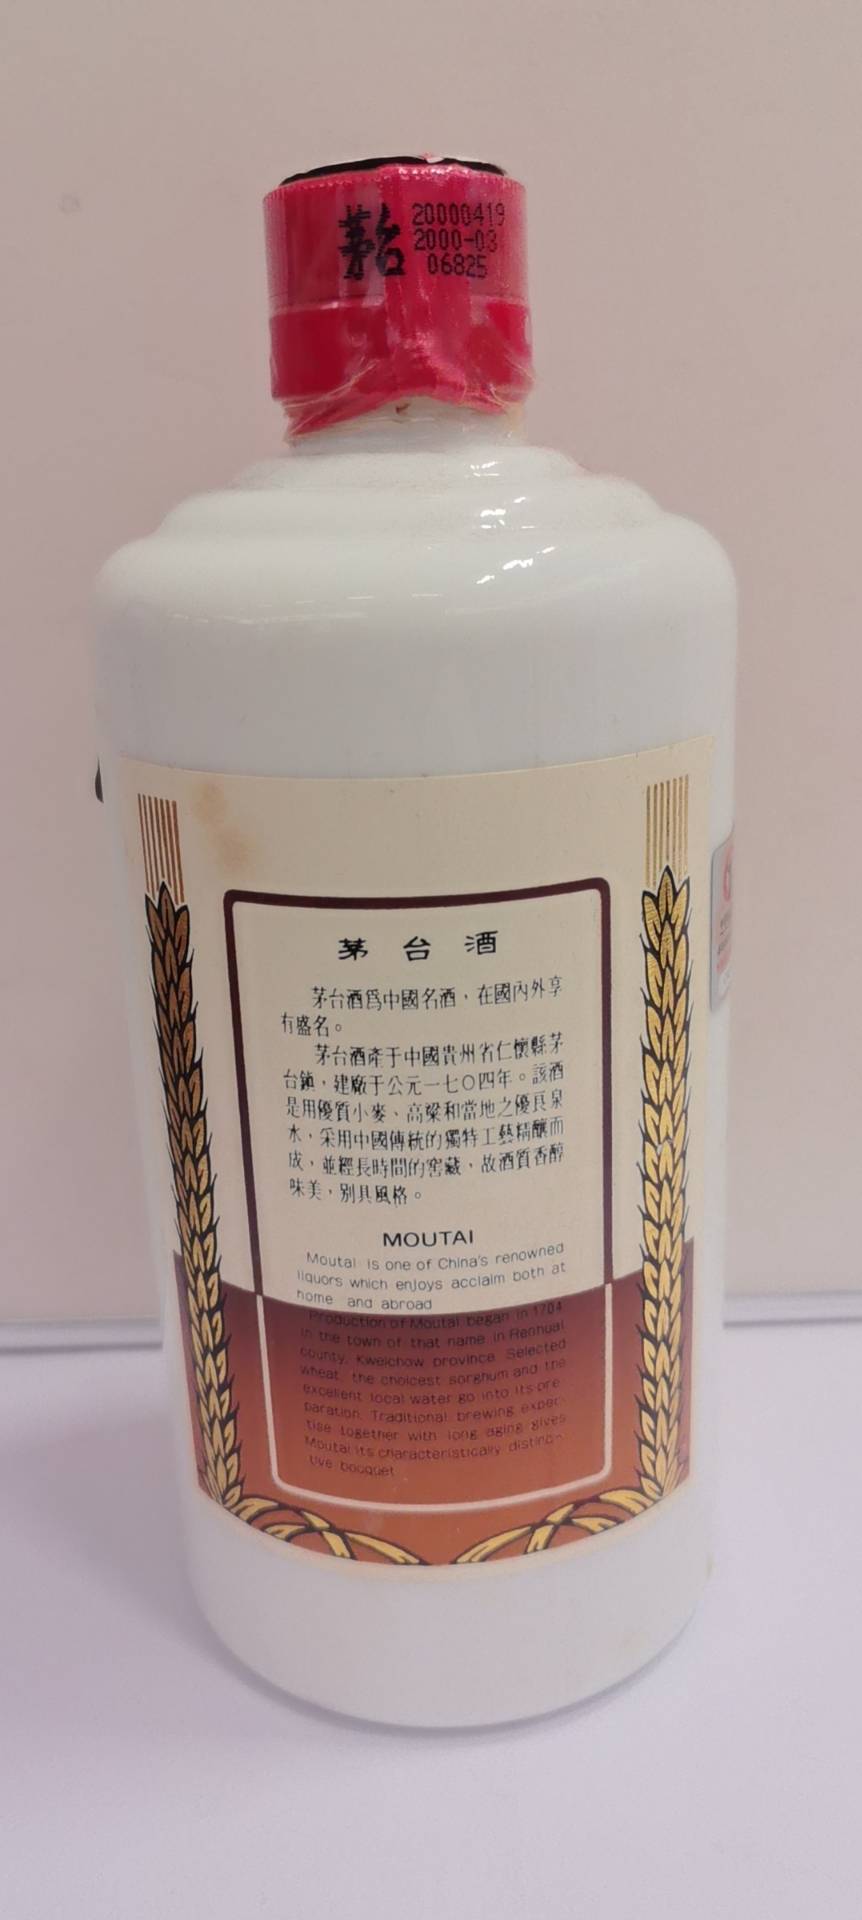 茅台
20000419
2000-03
06825
茅台酒
茅台酒爲中國名酒，在國內外享
有盛名。
茅台酒產于中國貴州省仁懷縣茅
台鎮，建廠于公元一七〇四年。該酒
是用優質小麥、高粱和當地之優良泉
水，采用中國傳統的獨特工藝精釀而
成，並經長時間的窖藏，故酒質香醇
味美，别具風格。
MOUTAI
Moutai is one of China's renowned
liquors which enjoys acclaim both at
home and abroad
Production of Moutai began in 1704
in the town of that name in Renhuai
county, Kweichow province Selected
wheat, the choicest sorghum and the
excellent local water go into its pre-
paration. Traditional brewing exper-
tise together with long aging gives
Moutai its characteristically distinc-
tive bocquet